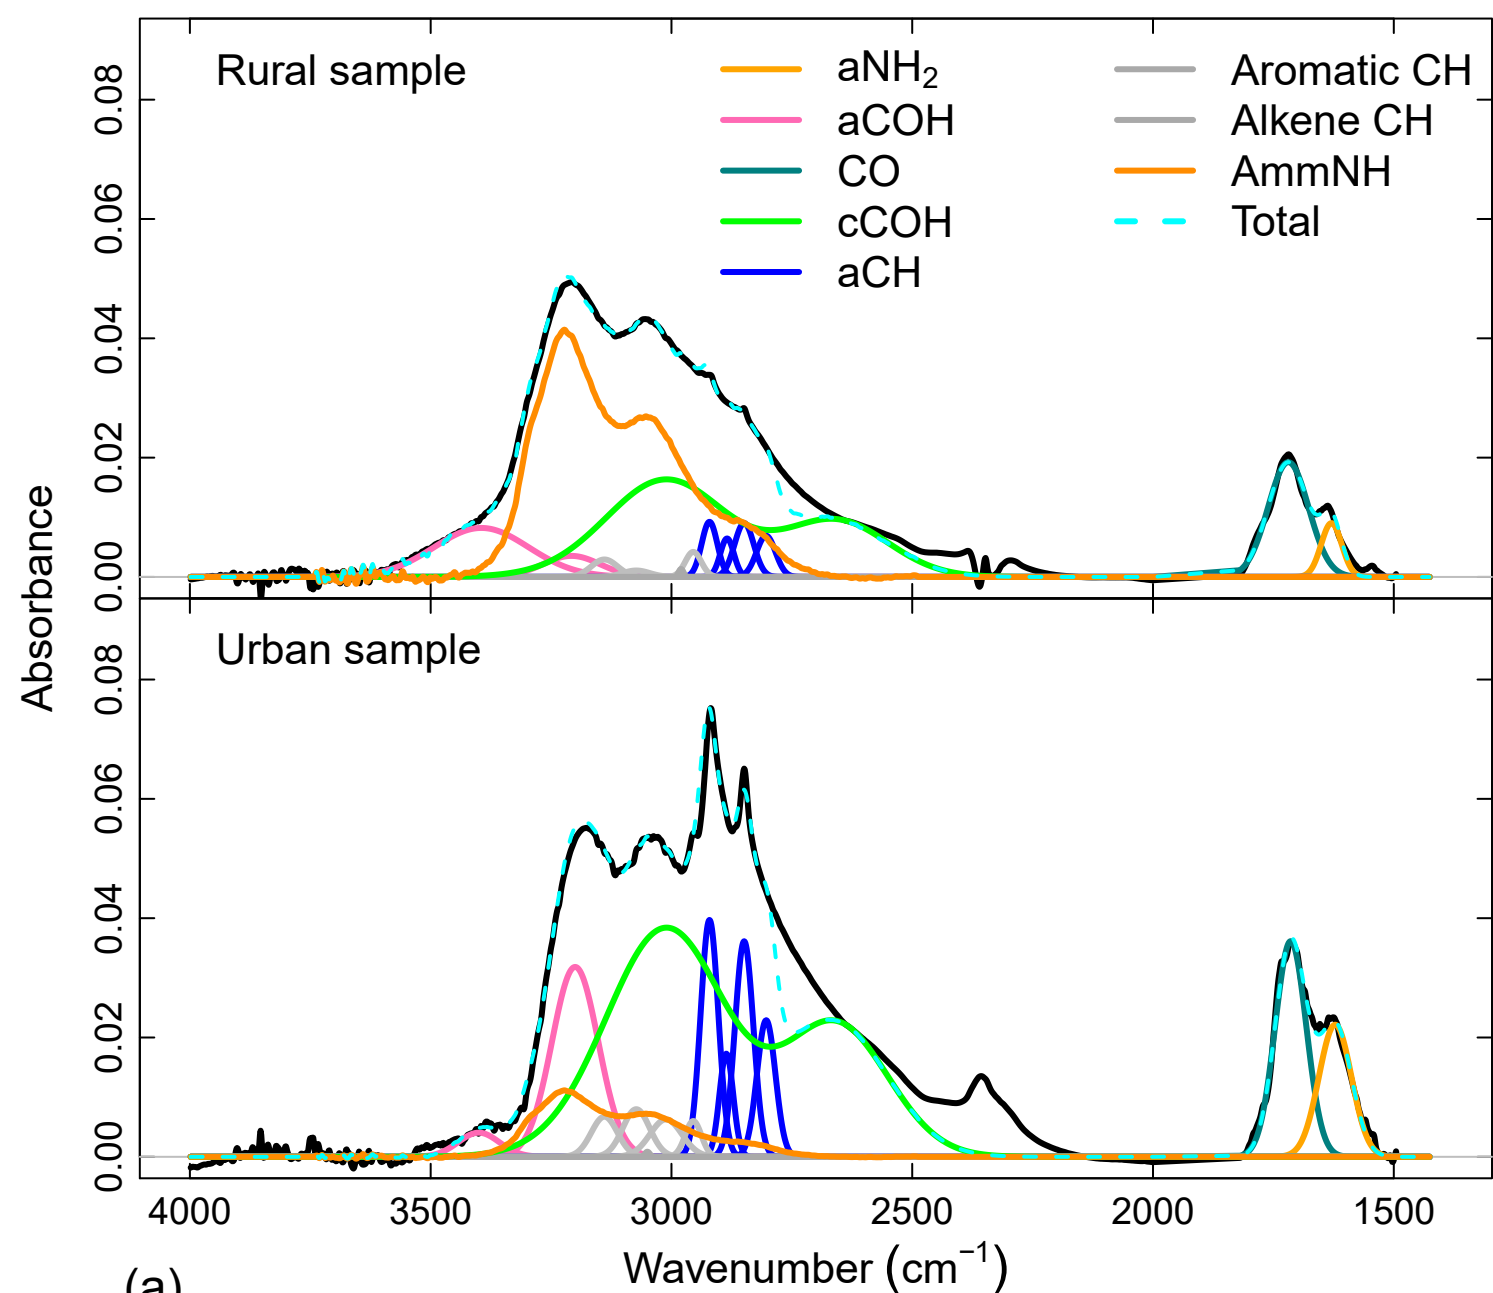 Rural sample
aNH₂
aCOH
CO
cCOH
aCH
Aromatic CH
Alkene CH
AmmNH
Total
0.08
0.06
0.04
0.02
0.00
Absorbance
Urban sample
0.08
0.06
0.04
0.02
0.00
4000 3500 3000 2500 2000 1500
Wavenumber (cm⁻¹)
(a)